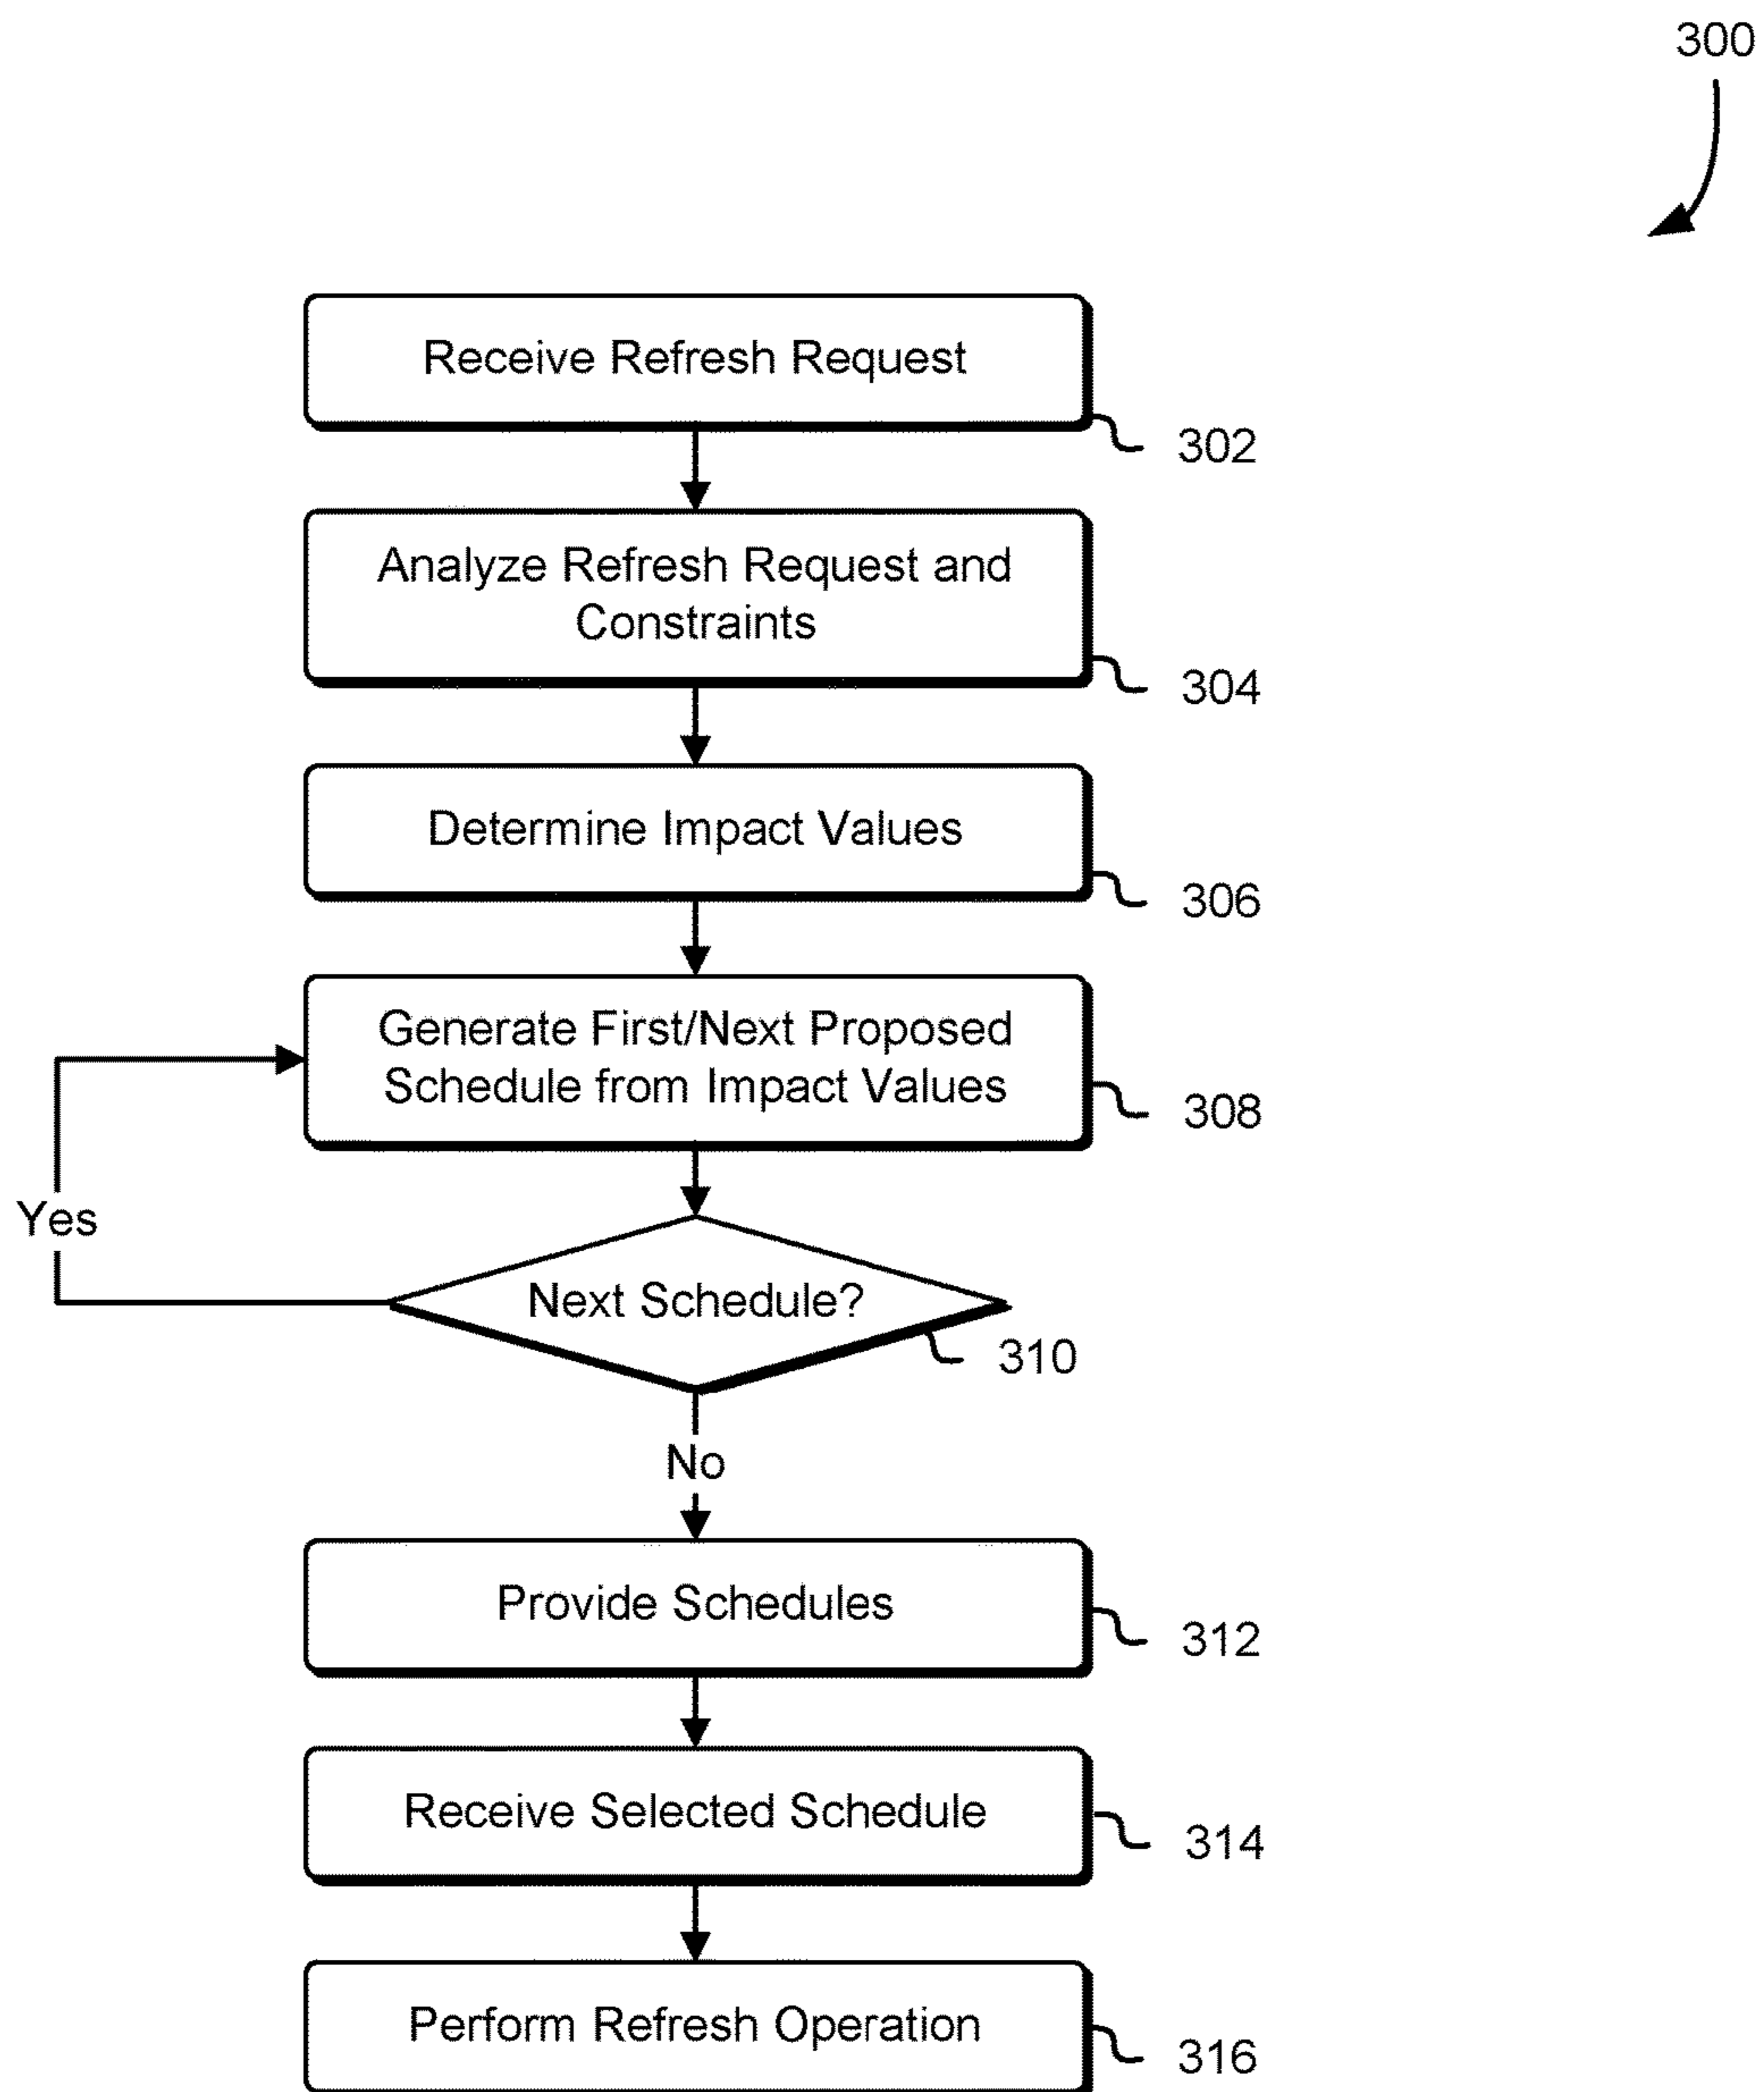 300
Receive Refresh Request
302
Analyze Refresh Request and
Constraints
304
Determine Impact Values
306
Generate First/Next Proposed
Schedule from Impact Values
308
Yes
Next Schedule?
310
No
Provide Schedules
312
Receive Selected Schedule
314
Perform Refresh Operation
316